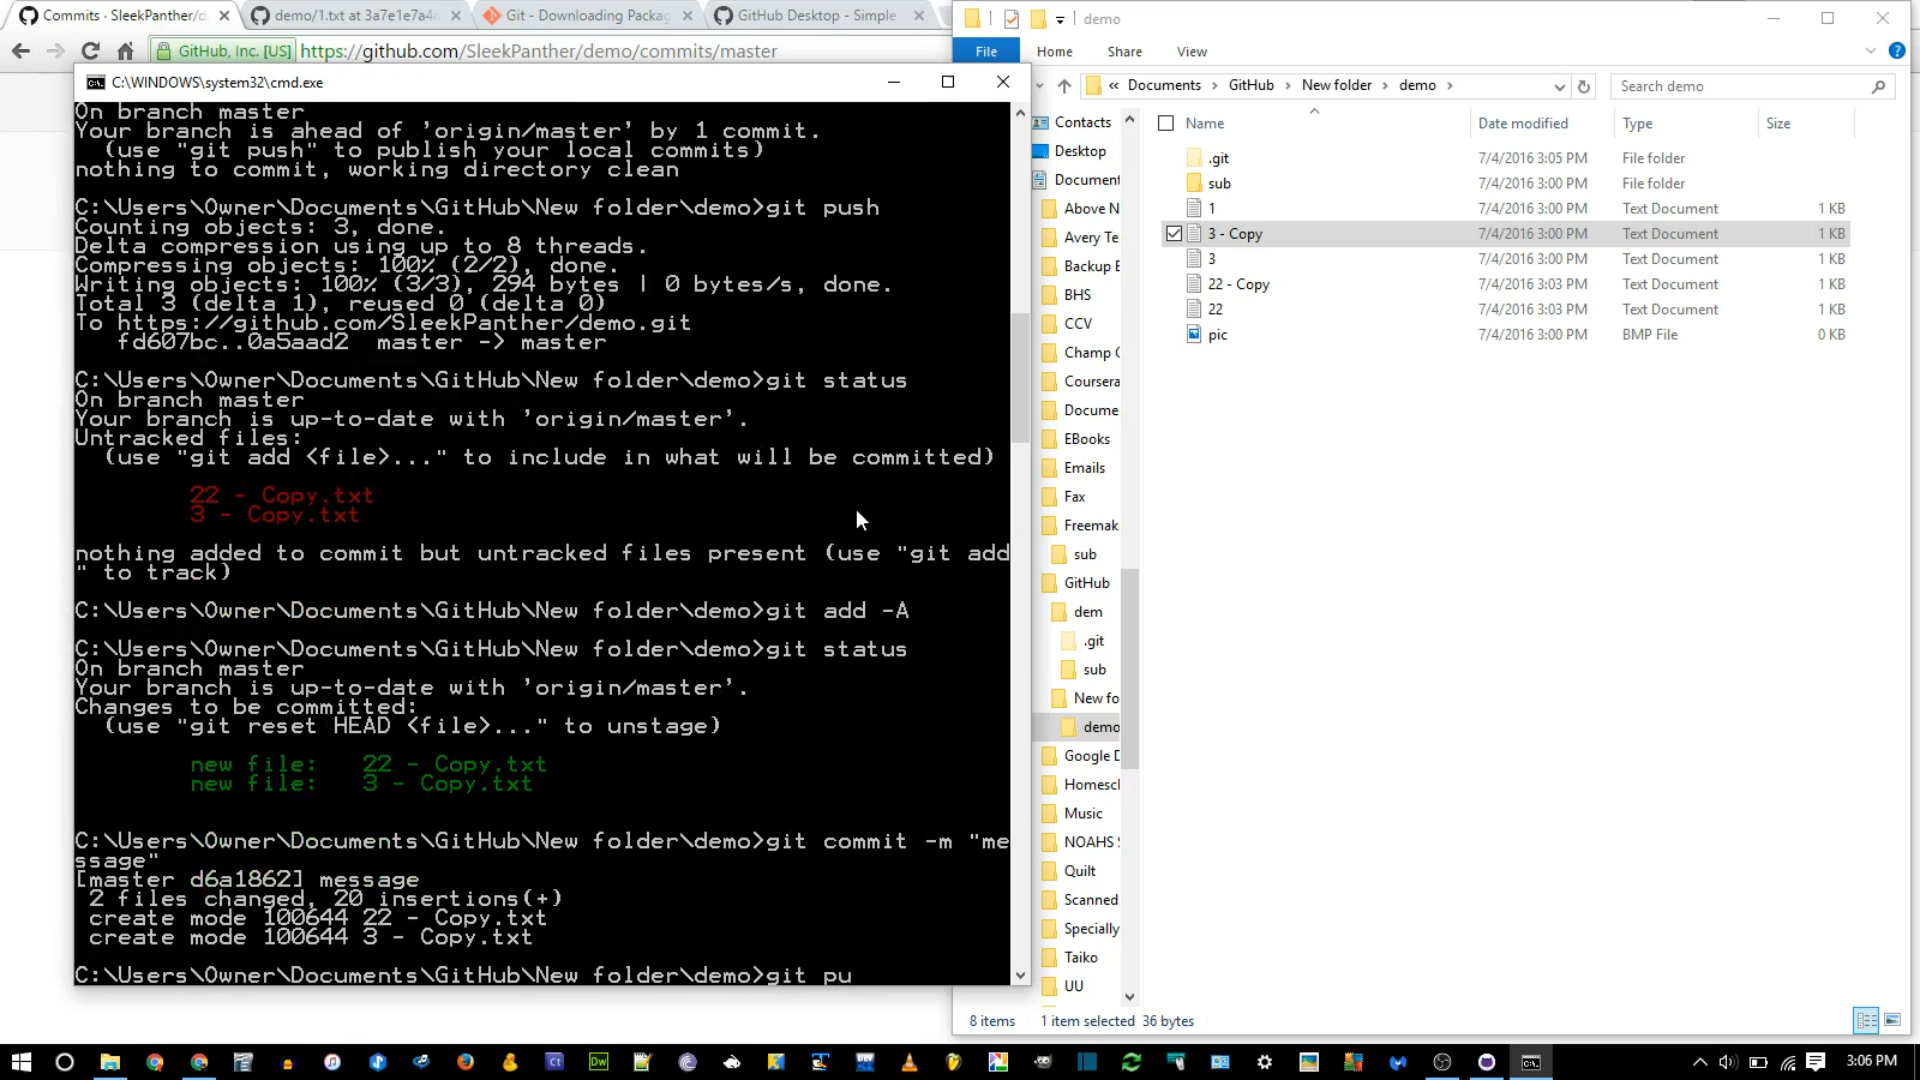 Commits · SleekPanther/d
demo/1.txt at 3a7e1e7a4
Git - Downloading Packag
GitHub Desktop - Simple
GitHub, Inc. [US]
https://github.com/SleekPanther/demo/commits/master
C:\WINDOWS\system32\cmd.exe
On branch master
Your branch is ahead of 'origin/master' by 1 commit.
(use "git push" to publish your local commits)
nothing to commit, working directory clean
C:\Users\Owner\Documents\GitHub\New folder\demo>git push
Counting objects: 3, done.
Delta compression using up to 8 threads.
Compressing objects: 100% (2/2), done.
Writing objects: 100% (3/3), 294 bytes | 0 bytes/s, done.
Total 3 (delta 1), reused 0 (delta 0)
To https://github.com/SleekPanther/demo.git
fd607bc..0a5aad2  master -> master
C:\Users\Owner\Documents\GitHub\New folder\demo>git status
On branch master
Your branch is up-to-date with 'origin/master'.
Untracked files:
(use "git add <file>..." to include in what will be committed)
22 - Copy.txt
3 - Copy.txt
nothing added to commit but untracked files present (use "git add
" to track)
C:\Users\Owner\Documents\GitHub\New folder\demo>git add -A
C:\Users\Owner\Documents\GitHub\New folder\demo>git status
On branch master
Your branch is up-to-date with 'origin/master'.
Changes to be committed:
(use "git reset HEAD <file>..." to unstage)
new file:   22 - Copy.txt
new file:   3 - Copy.txt
C:\Users\Owner\Documents\GitHub\New folder\demo>git commit -m "me
ssage"
[master d6a1862] message
2 files changed, 20 insertions(+)
create mode 100644 22 - Copy.txt
create mode 100644 3 - Copy.txt
C:\Users\Owner\Documents\GitHub\New folder\demo>git pu
demo
File Home Share View
« Documents › GitHub › New folder › demo ›
Search demo
Contacts
Desktop
Document
Above N
Avery Te
Backup E
BHS
CCV
Champ C
Coursera
Docume
EBooks
Emails
Fax
Freemak
sub
GitHub
dem
.git
sub
New fo
demo
Google D
Homesch
Music
NOAHS
Quilt
Scanned
Specially
Taiko
UU
Name Date modified Type Size
.git 7/4/2016 3:05 PM File folder
sub 7/4/2016 3:00 PM File folder
1 7/4/2016 3:00 PM Text Document 1 KB
3 - Copy 7/4/2016 3:00 PM Text Document 1 KB
3 7/4/2016 3:00 PM Text Document 1 KB
22 - Copy 7/4/2016 3:03 PM Text Document 1 KB
22 7/4/2016 3:03 PM Text Document 1 KB
pic 7/4/2016 3:00 PM BMP File 0 KB
8 items 1 item selected 36 bytes
3:06 PM